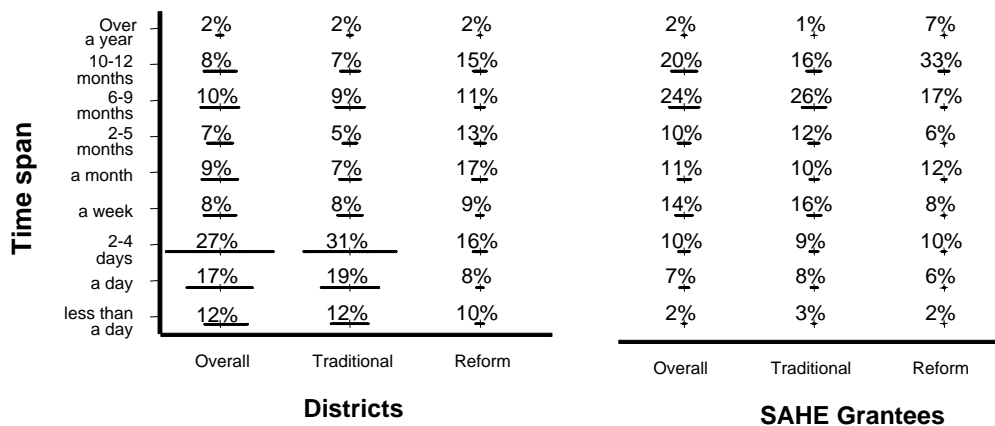 Time span
Over
a year
2% 2% 2% 2% 1% 7%
10-12
months
8% 7% 15% 20% 16% 33%
6-9
months
10% 9% 11% 24% 26% 17%
2-5
months
7% 5% 13% 10% 12% 6%
a month
9% 7% 17% 11% 10% 12%
a week
8% 8% 9% 14% 16% 8%
2-4
days
27% 31% 16% 10% 9% 10%
a day
17% 19% 8% 7% 8% 6%
less than
a day
12% 12% 10% 2% 3% 2%
Overall Traditional Reform Overall Traditional Reform
Districts
SAHE Grantees